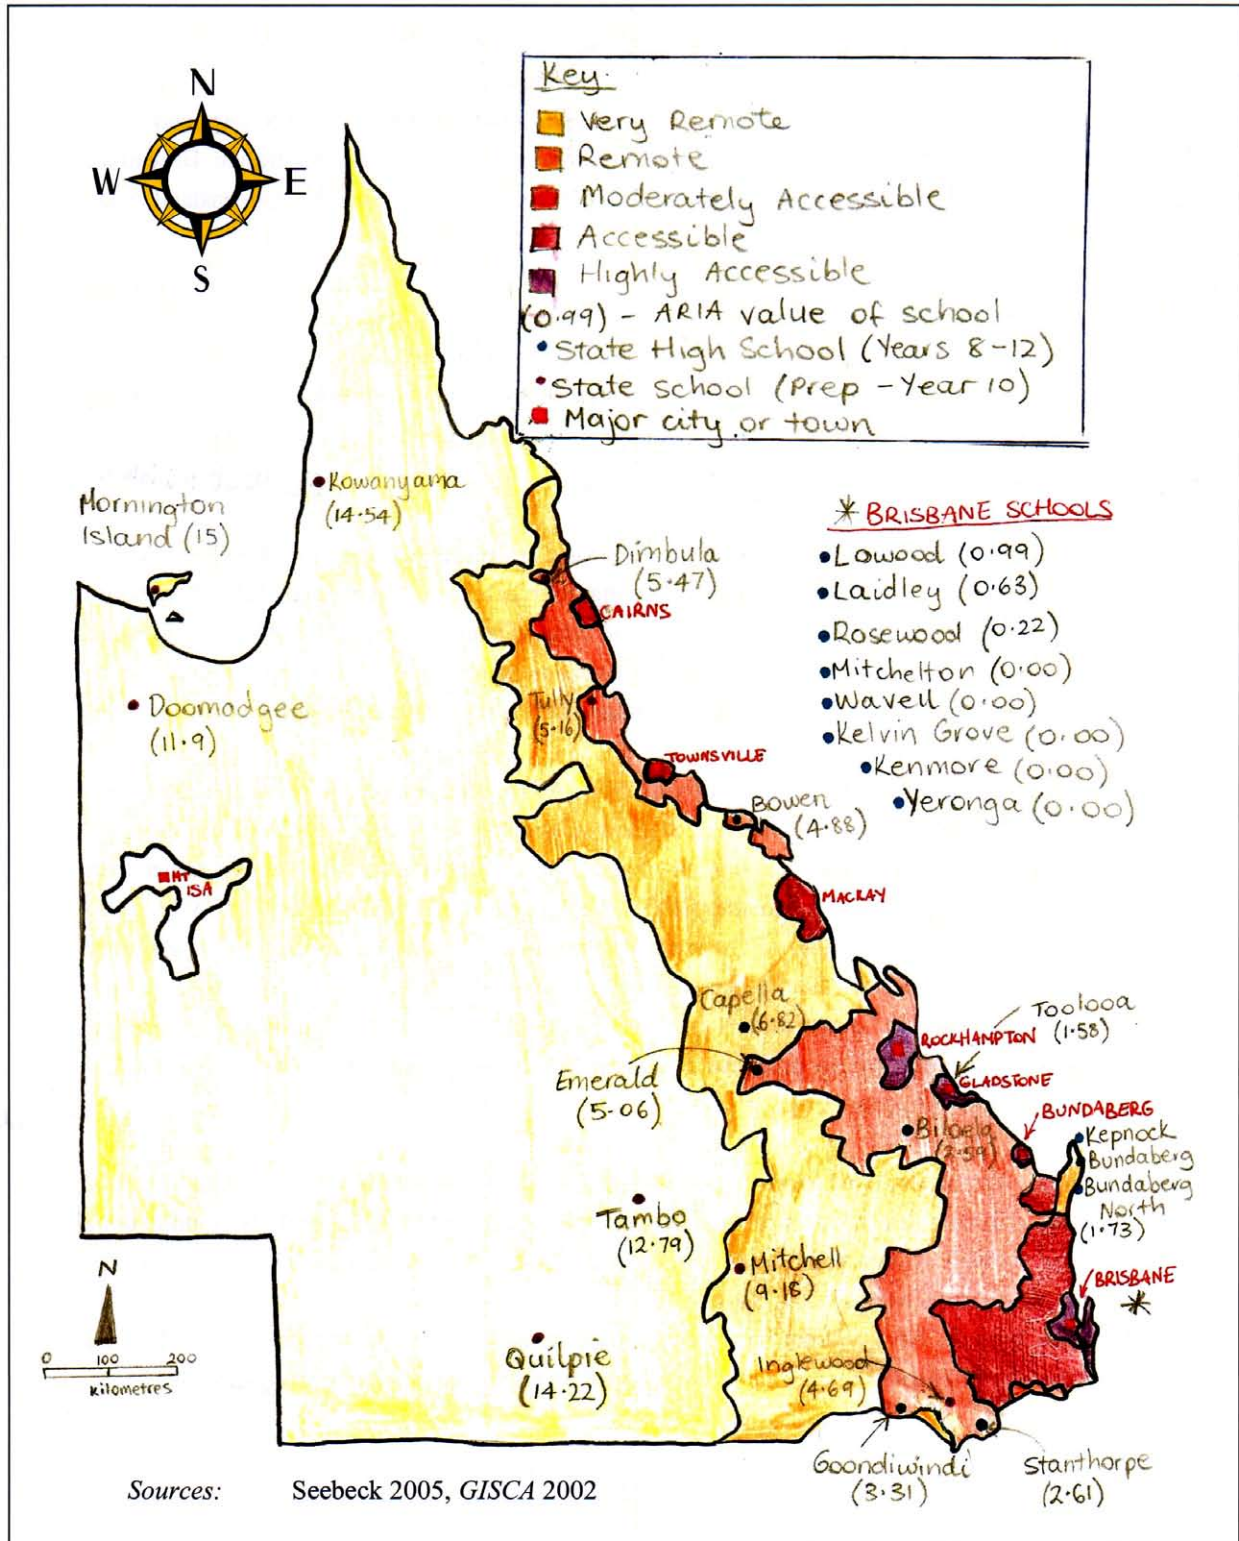 N
W
E
S
Key:
Very Remote
Remote
Moderately Accessible
Accessible
Highly Accessible
(0.99) - ARIA value of school
State High School (Years 8-12)
State School (Prep - Year 10)
Major city or town
Mornington
Island (15)
Kowanyama
(14.54)
Dimbula
(5.47)
CAIRNS
Doomadgee
(11.9)
Tully
(5.16)
TOWNSVILLE
Bowen
(4.88)
* BRISBANE SCHOOLS
Lowood (0.99)
Laidley (0.63)
Rosewood (0.22)
Mitchelton (0.00)
Wavell (0.00)
Kelvin Grove (0.00)
Kenmore (0.00)
Yeronga (0.00)
MT
ISA
MACKAY
Capella
(6.82)
Toolooa
(1.58)
ROCKHAMPTON
Emerald
(5.06)
GLADSTONE
BUNDABERG
Biloela
(2.59)
Kepnock
Bundaberg
Bundaberg
North
(1.73)
Tambo
(12.79)
Mitchell
(9.18)
BRISBANE
*
N
0 100 200
Kilometres
Quilpie
(14.22)
Inglewood
(4.69)
Goondiwindi
(3.31)
Stanthorpe
(2.61)
Sources: Seebeck 2005, GISCA 2002